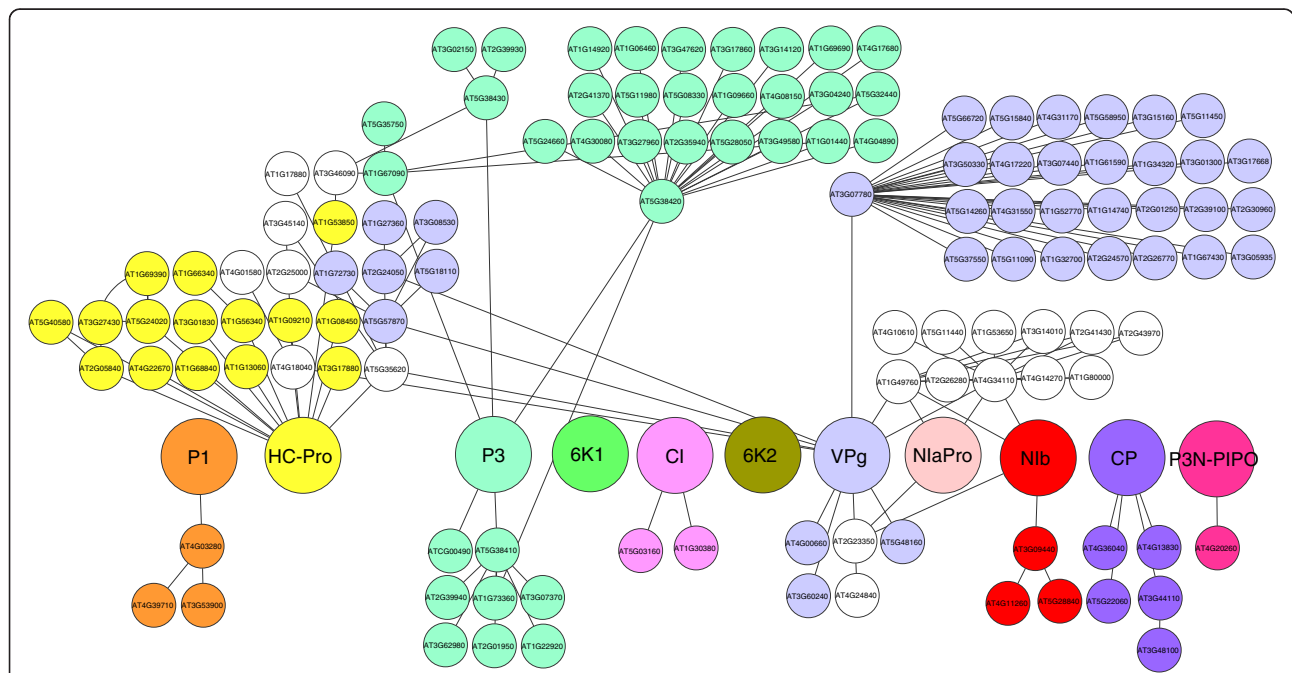 AT3G02150 AT2G39930 AT1G14920 AT1G06460 AT3G47620 AT3G17860 AT3G14120 AT1G69690 AT4G17680
AT5G38430 AT2G41370 AT5G11980 AT5G08330 AT1G09660 AT4G08150 AT3G04240 AT5G32440
AT5G35750 AT5G24660 AT4G30080 AT3G27960 AT2G35940 AT5G28050 AT3G49580 AT1G01440 AT4G04890
AT5G66720 AT5G15840 AT4G31170 AT5G58950 AT3G15160 AT5G11450
AT1G17880 AT3G46090 AT1G67090 AT5G38420 AT3G07780
AT3G50330 AT4G17220 AT3G07440 AT1G61590 AT1G34320 AT3G01300 AT3G17668
AT3G45140 AT1G53850 AT1G27360 AT3G08530
AT5G14260 AT4G31550 AT1G52770 AT1G14740 AT2G01250 AT2G39100 AT2G30960
AT1G69390 AT1G66340 AT4G01580 AT2G25000 AT1G72730 AT2G24050 AT5G18110
AT5G37550 AT5G11090 AT1G32700 AT2G24570 AT2G26770 AT1G67430 AT3G05935
AT5G40580 AT3G27430 AT5G24020 AT3G01830 AT1G56340 AT1G09210 AT1G08450 AT5G57870
AT4G10610 AT5G11440 AT1G53650 AT3G14010 AT2G41430 AT2G43970
AT2G05840 AT4G22670 AT1G68840 AT1G13060 AT4G18040 AT3G17880 AT5G35620
AT1G49760 AT2G26280 AT4G34110 AT4G14270 AT1G80000
P1 HC-Pro P3 6K1 CI 6K2 VPg NIaPro NIb CP P3N-PIPO
AT4G03280 ATCG00490 AT5G38410 AT5G03160 AT1G30380 AT4G00660 AT2G23350 AT5G48160 AT3G09440 AT4G36040 AT4G13830 AT4G20260
AT4G39710 AT3G53900 AT2G39940 AT1G73360 AT3G07370 AT3G60240 AT4G24840 AT4G11260 AT5G28840 AT5G22060 AT3G44110
AT3G62980 AT2G01950 AT1G22920 AT3G48100